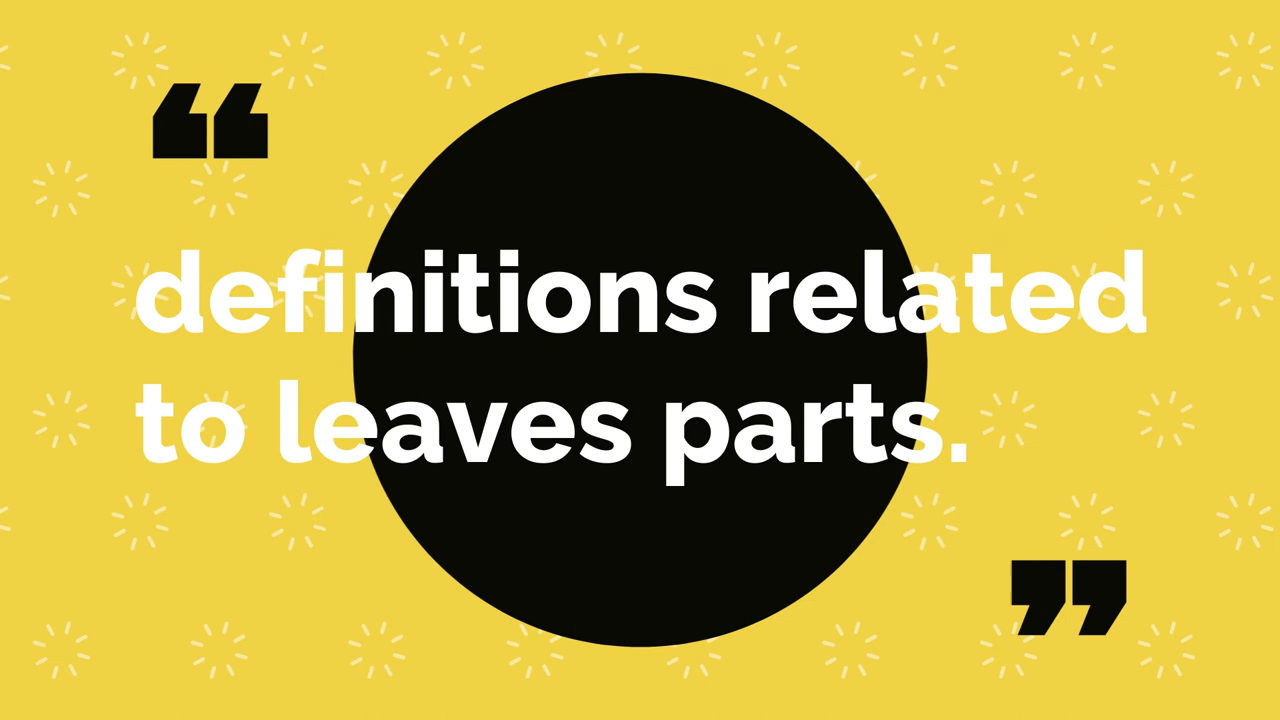 “
definitions related
to leaves parts.
”